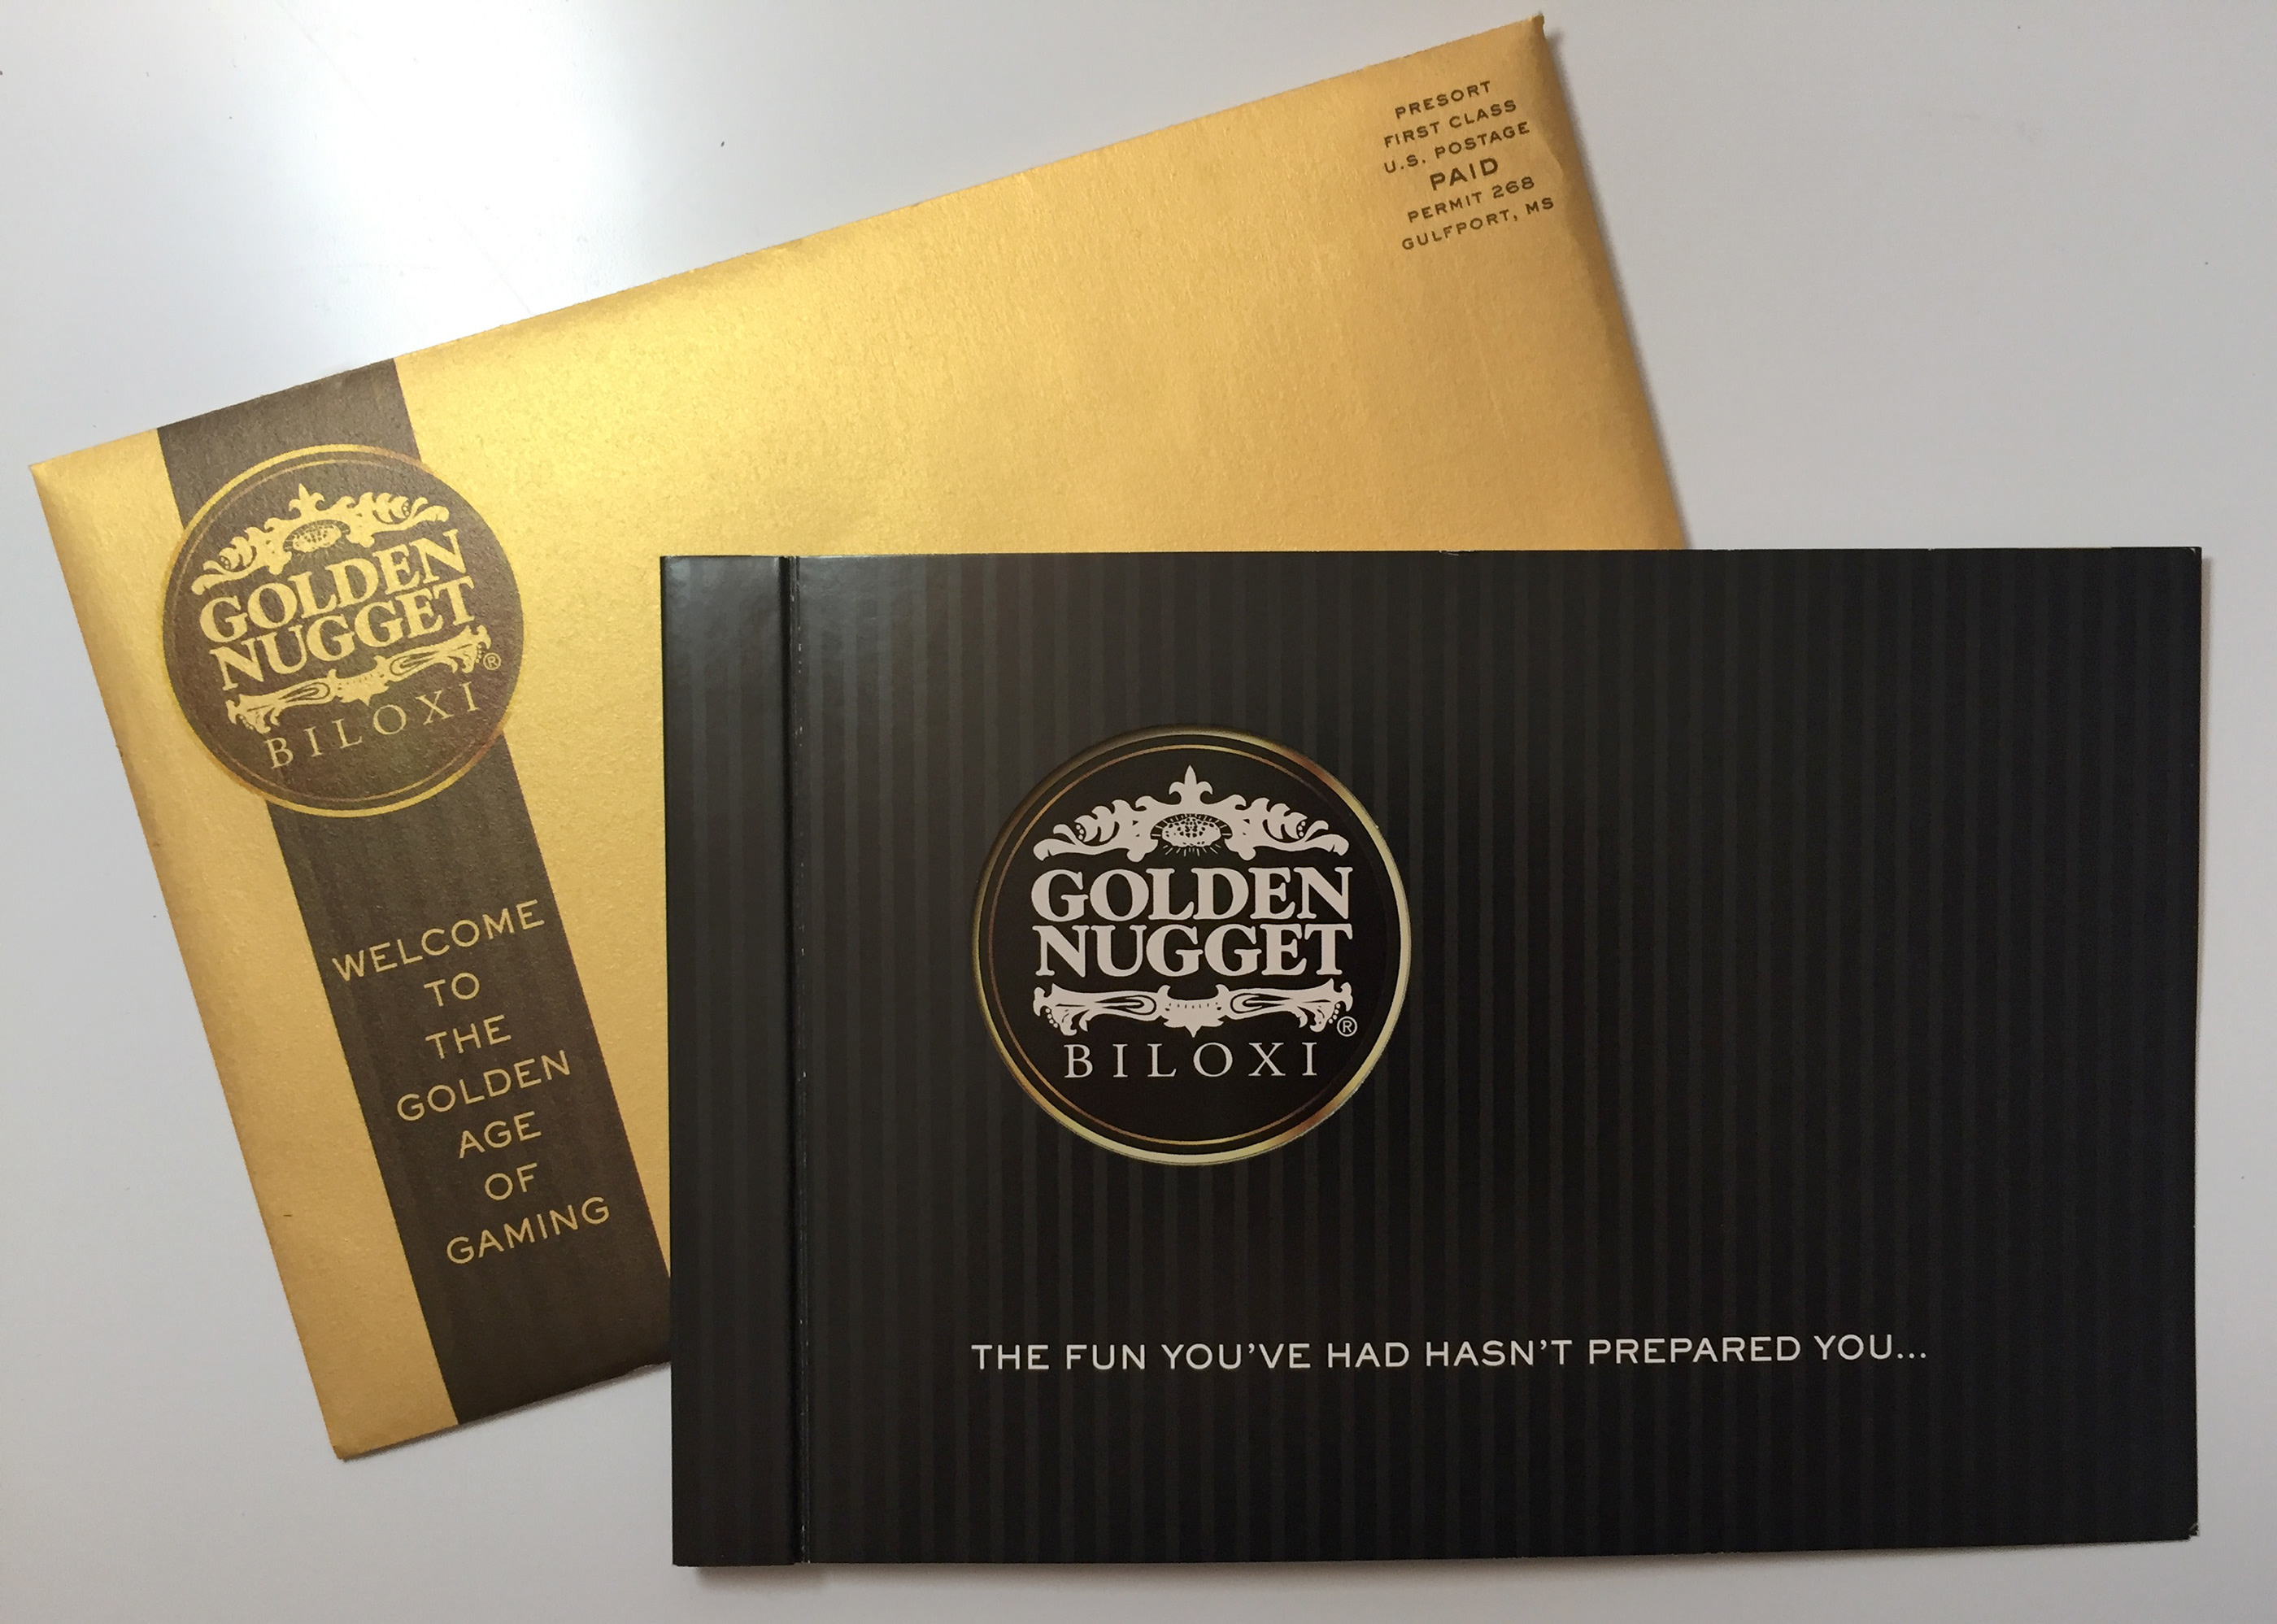 PRESORT
FIRST CLASS
U.S. POSTAGE
PAID
PERMIT 268
GULFPORT, MS
GOLDEN
NUGGET
®
BILOXI
WELCOME
TO
THE
GOLDEN
AGE
OF
GAMING
GOLDEN
NUGGET
®
BILOXI
THE FUN YOU'VE HAD HASN'T PREPARED YOU...